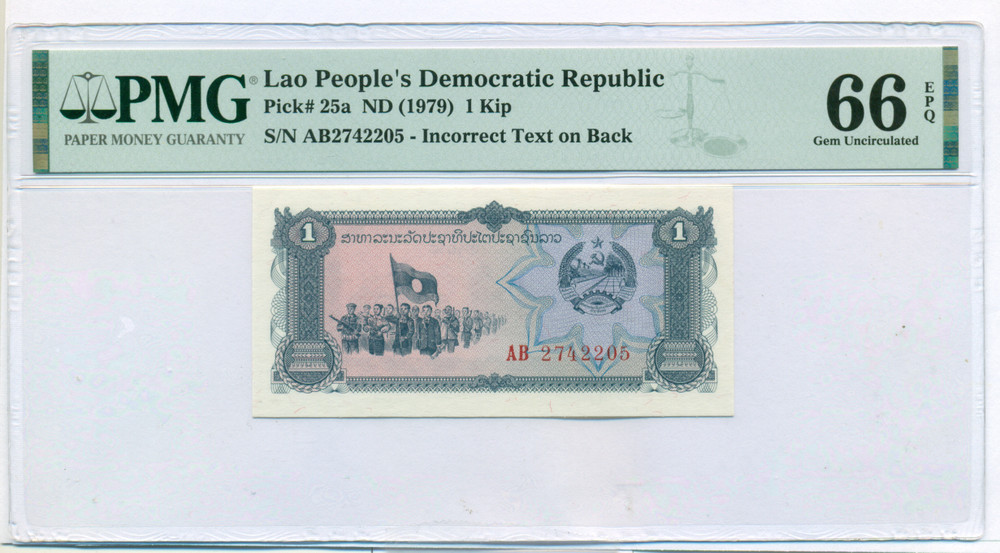 PMG®
PAPER MONEY GUARANTY
Lao People's Democratic Republic
Pick# 25a ND (1979) 1 Kip
S/N AB2742205 - Incorrect Text on Back
66
EPQ
Gem Uncirculated
1
ສາທາລະນະລັດປະຊາທິປະໄຕປະຊາຊົນລາວ
1
AB 2742205